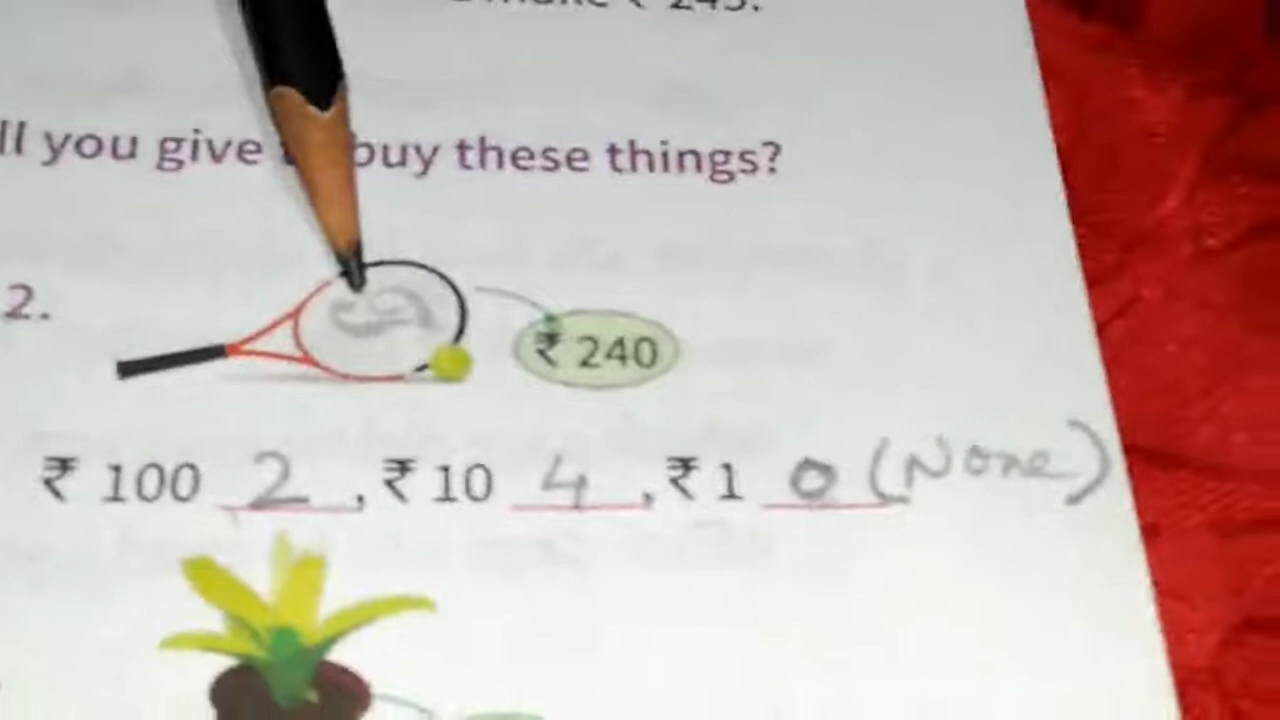 ll you give buy these things?
2.
₹ 240
₹ 100 2 , ₹ 10 4 , ₹ 1 0 (None)